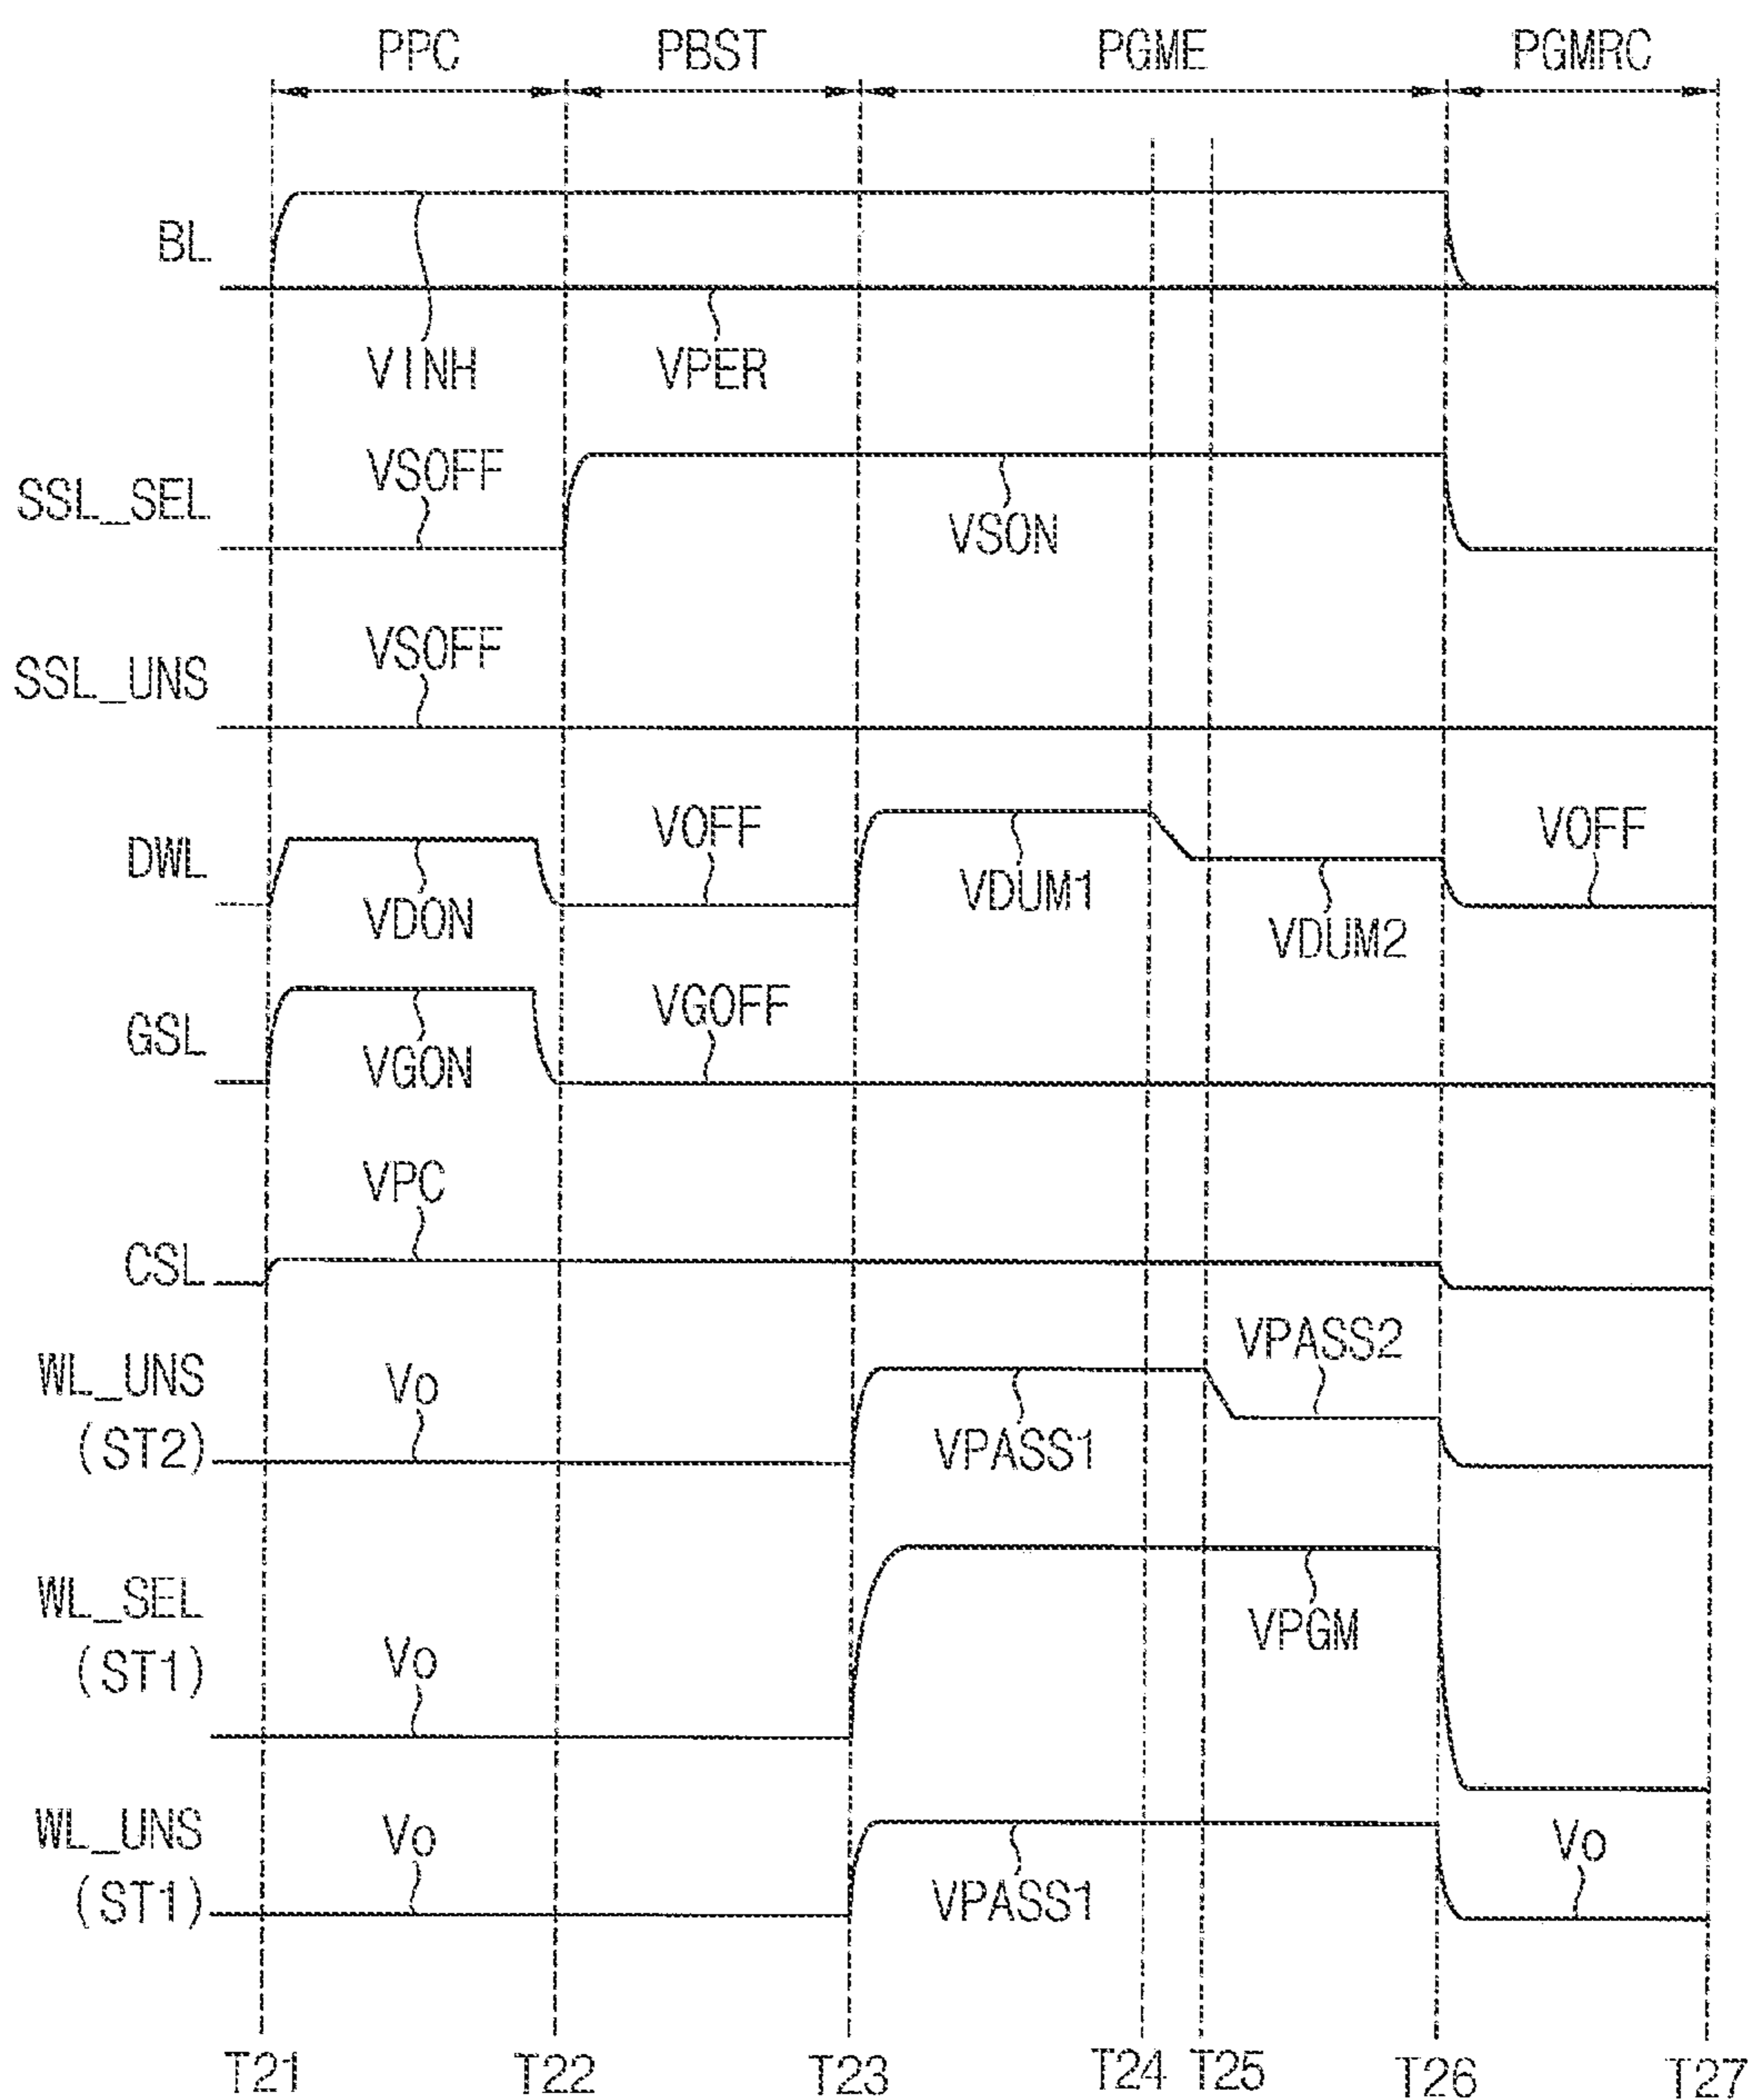 PPC PBST PGME PGMRC
BL
VINH VPER
SSL_SEL VSOFF
VSON
SSL_UNS VSOFF
DWL VOFF VOFF
VDON VDUM1 VDUM2
GSL VGOFF
VGON
VPC
CSL
WL_UNS
(ST2) Vo VPASS2
VPASS1
WL_SEL
(ST1) Vo VPGM
WL_UNS
(ST1) Vo Vo
VPASS1
T21 T22 T23 T24 T25 T26 T27